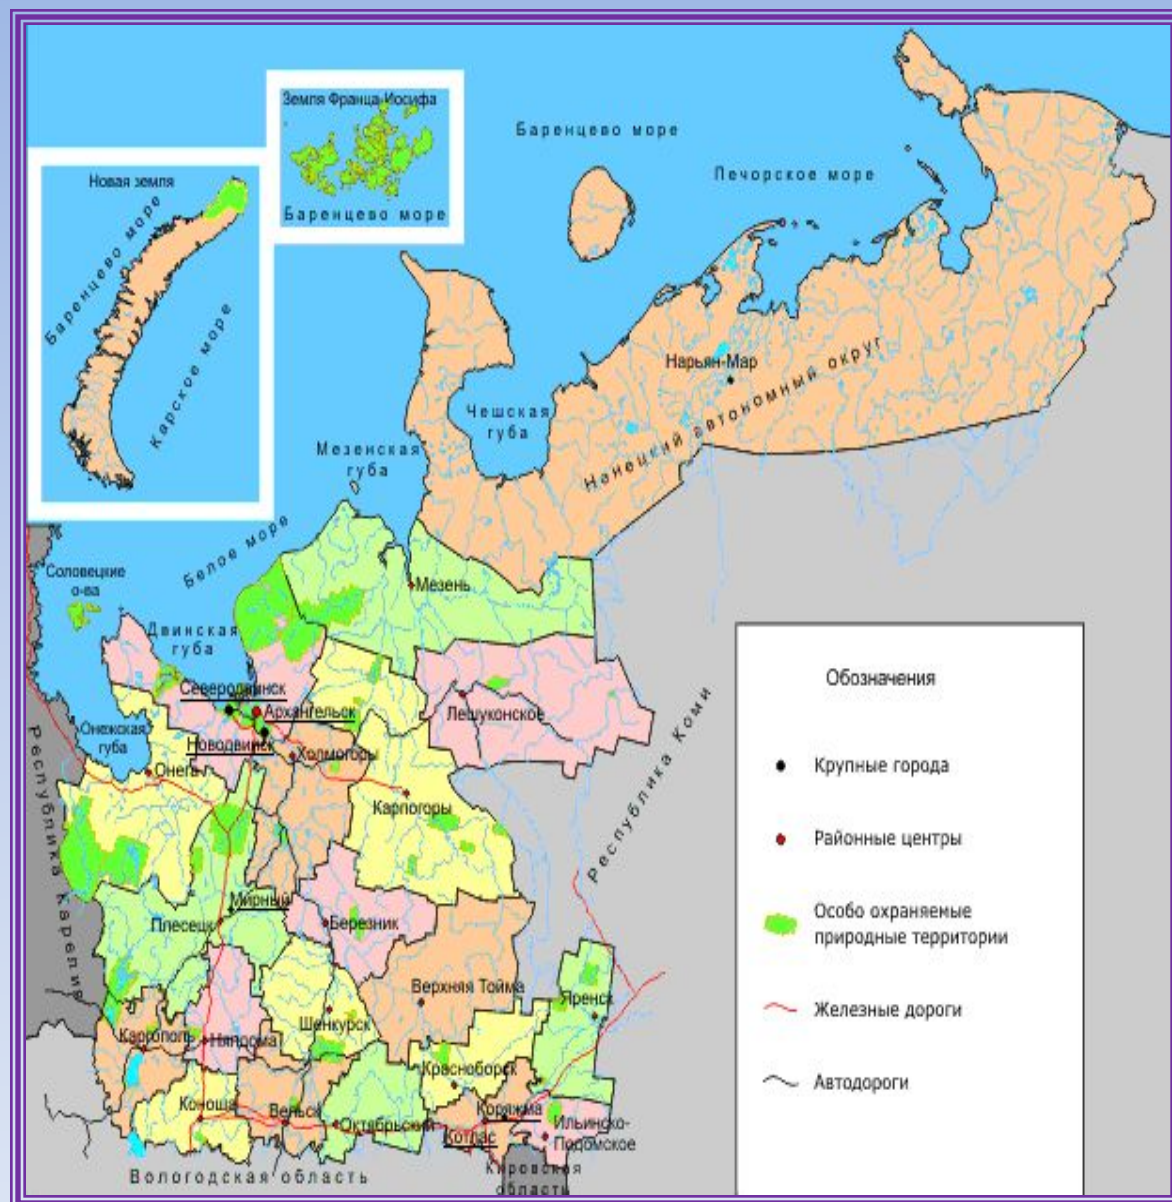 Земля Франца-Иосифа
Баренцево море
Новая земля
Баренцево море
Карское море
Баренцево море
Печорское море
Нарьян-Мар
Нанецкий автономный округ
Чешская
губа
Мезенская
губа
Белое море
Соловецкие
о-ва
Мезень
Двинская
губа
Северодвинск
Архангельск
Новодвинск
Холмогоры
Лешуконское
Онежская
губа
Онега г.
Карпогоры
Республика Коми
Республика Карелия
Мирный
Плесецк
Березник
Верхняя Тойма
Яренск
Шенкурск
Каргополь
Няндома
Красноборск
Коноша
Вельск
Октябрьский
Коряжма
Котлас
Ильинско-
Подомское
Вологодская область
Кировская
область
Обозначения
Крупные города
Районные центры
Особо охраняемые
природные территории
Железные дороги
Автодороги